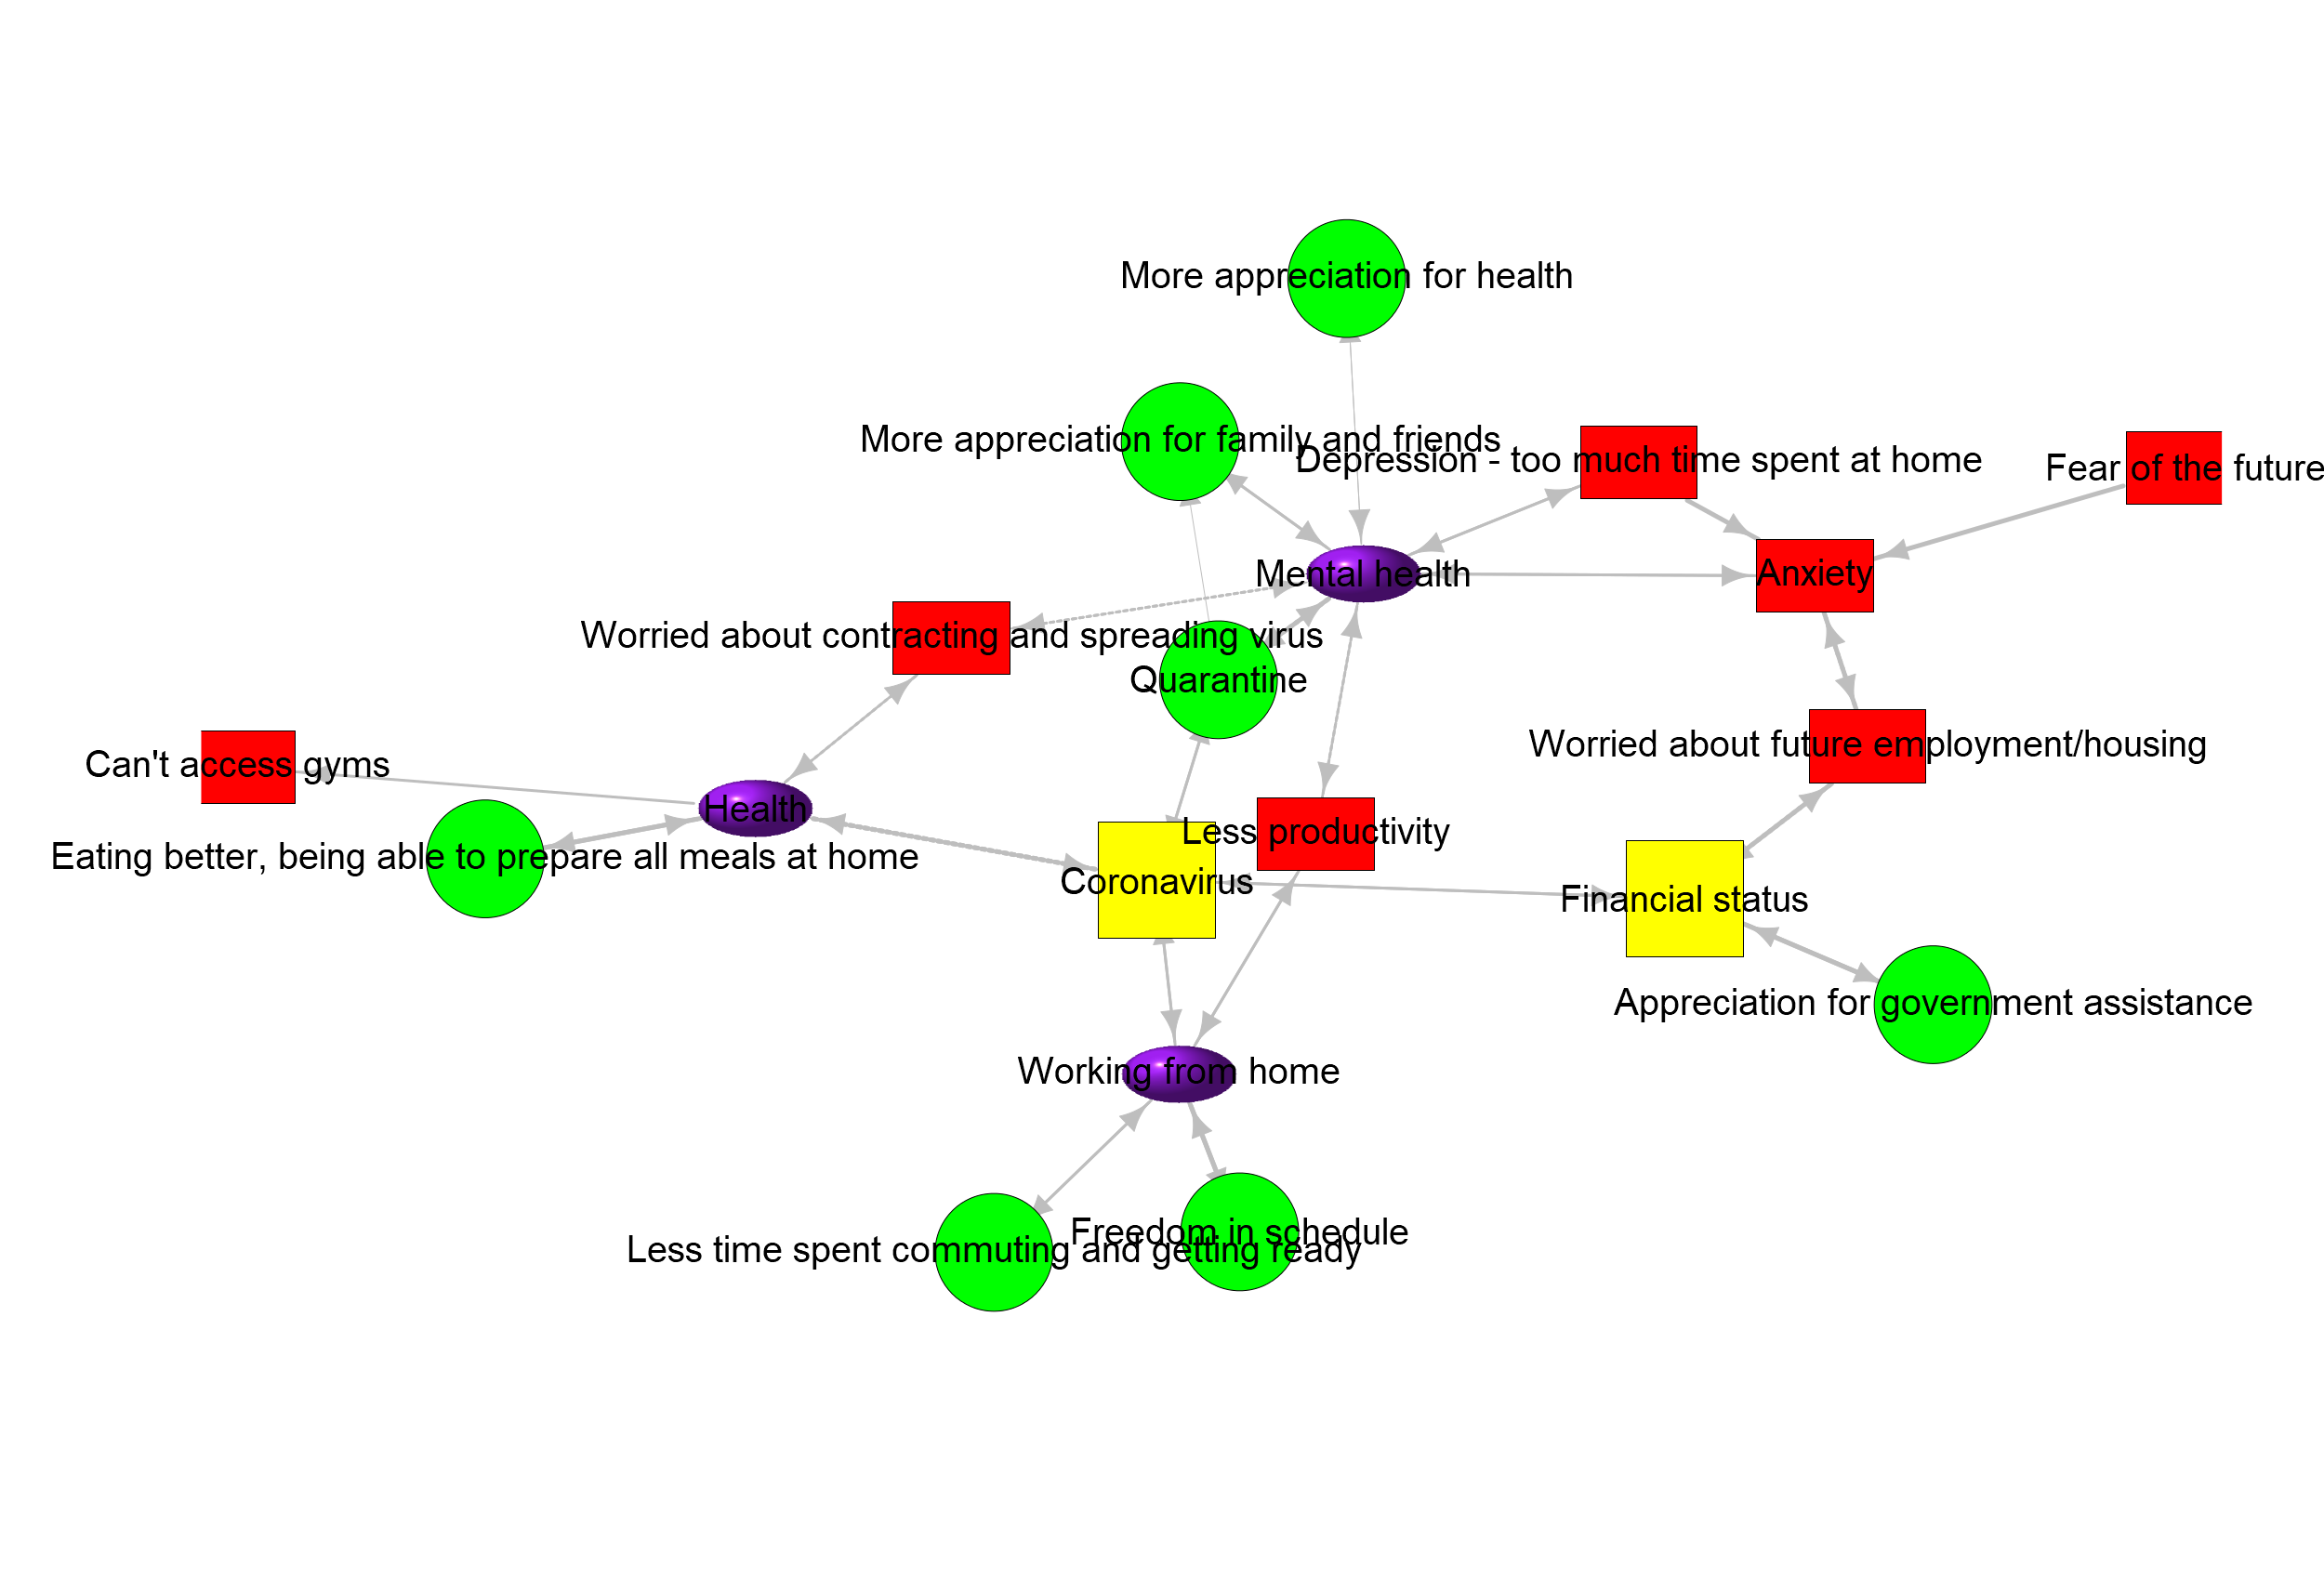 More appreciation for health
More appreciation for family and friends
Depression - too much time spent at home
Fear of the future
Mental health
Anxiety
Worried about contracting and spreading virus
Quarantine
Worried about future employment/housing
Can't access gyms
Health
Less productivity
Eating better, being able to prepare all meals at home
Coronavirus
Financial status
Appreciation for government assistance
Working from home
Freedom in schedule
Less time spent commuting and getting ready